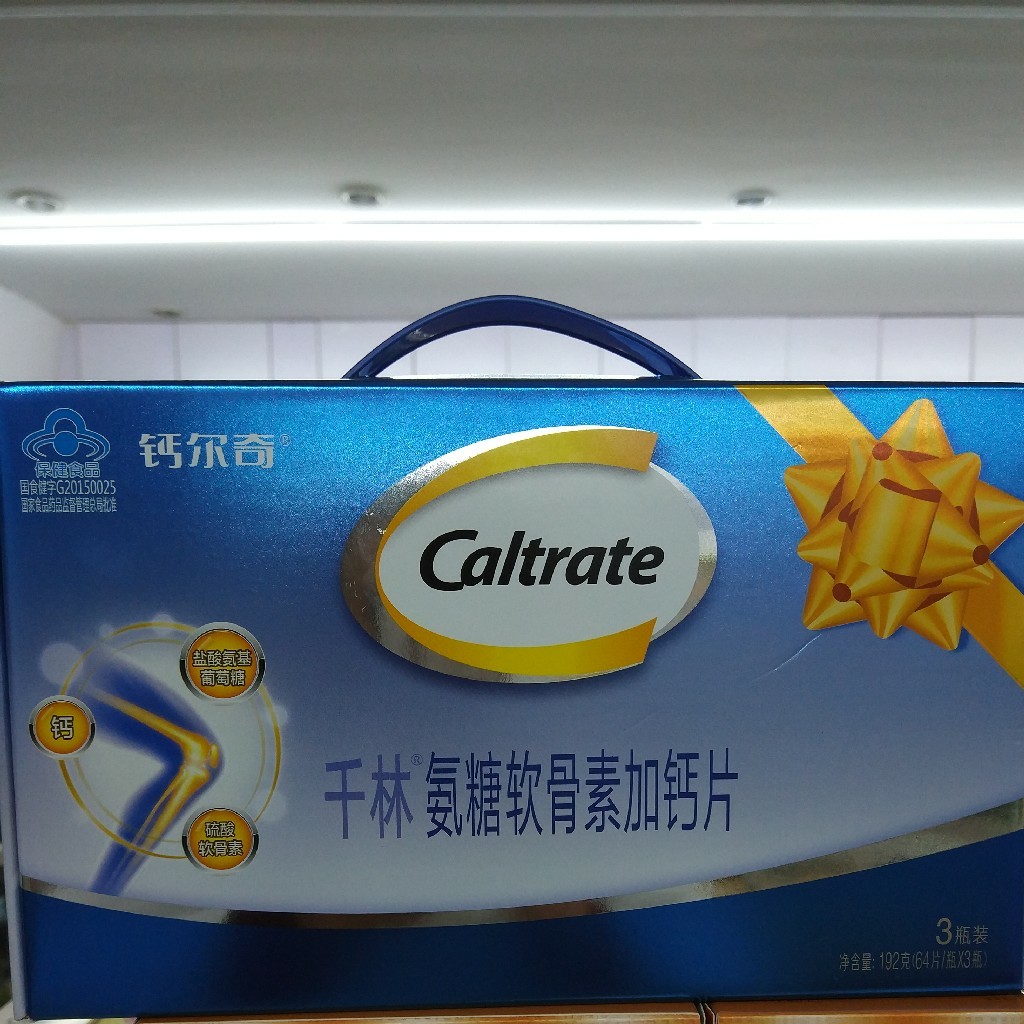 保健食品
国食健字G20150025
国家食品药品监督管理总局批准
钙尔奇®
Caltrate
盐酸氨基
葡萄糖
钙
硫酸
软骨素
千林®氨糖软骨素加钙片
3瓶装
净含量: 192克(64片/瓶X3瓶)